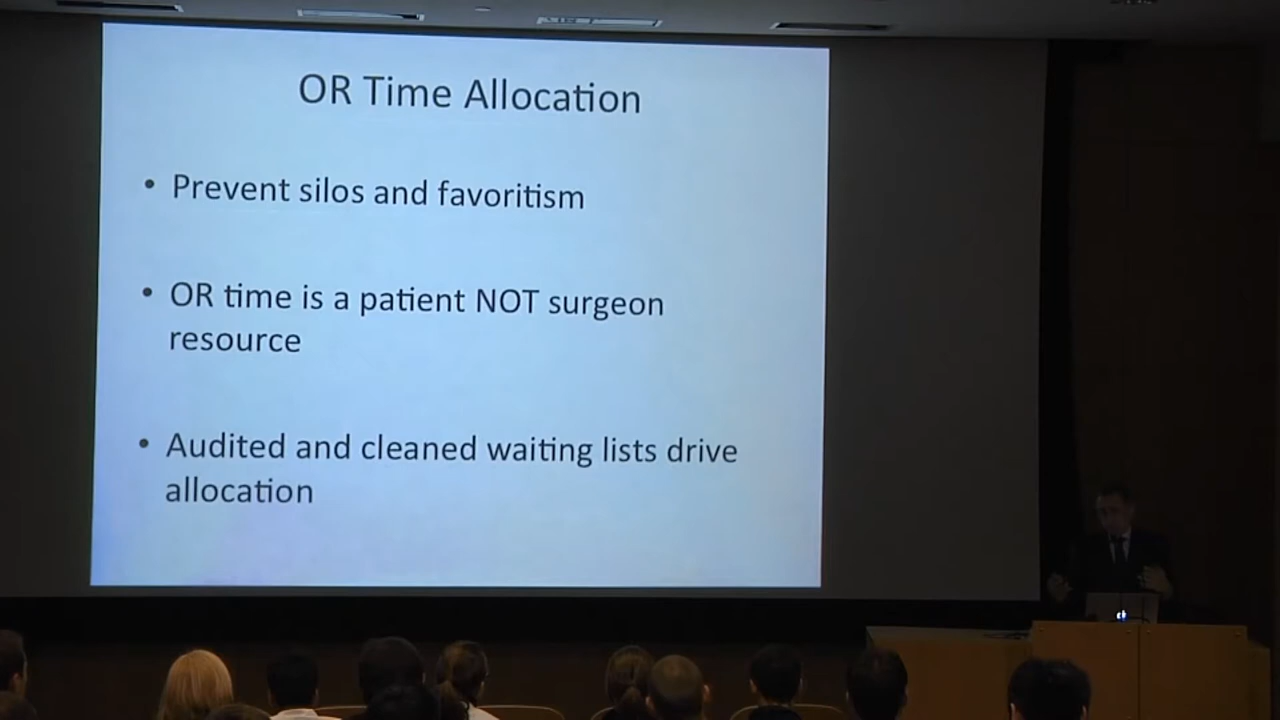 OR Time Allocation
• Prevent silos and favoritism
• OR time is a patient NOT surgeon
resource
• Audited and cleaned waiting lists drive
allocation